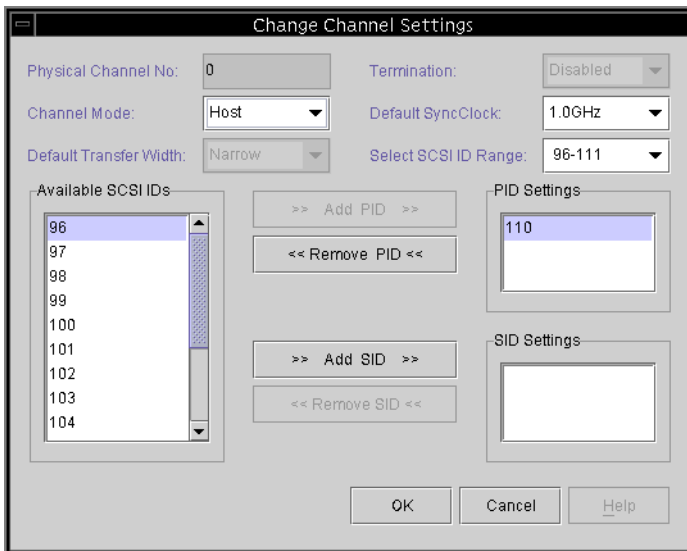 Change Channel Settings
Physical Channel No: 0 Termination: Disabled
Channel Mode: Host Default SyncClock: 1.0GHz
Default Transfer Width: Narrow Select SCSI ID Range: 96-111
Available SCSI IDs
96
97
98
99
100
101
102
103
104
>> Add PID >>
<< Remove PID <<
>> Add SID >>
<< Remove SID <<
PID Settings
110
SID Settings
OK Cancel Help